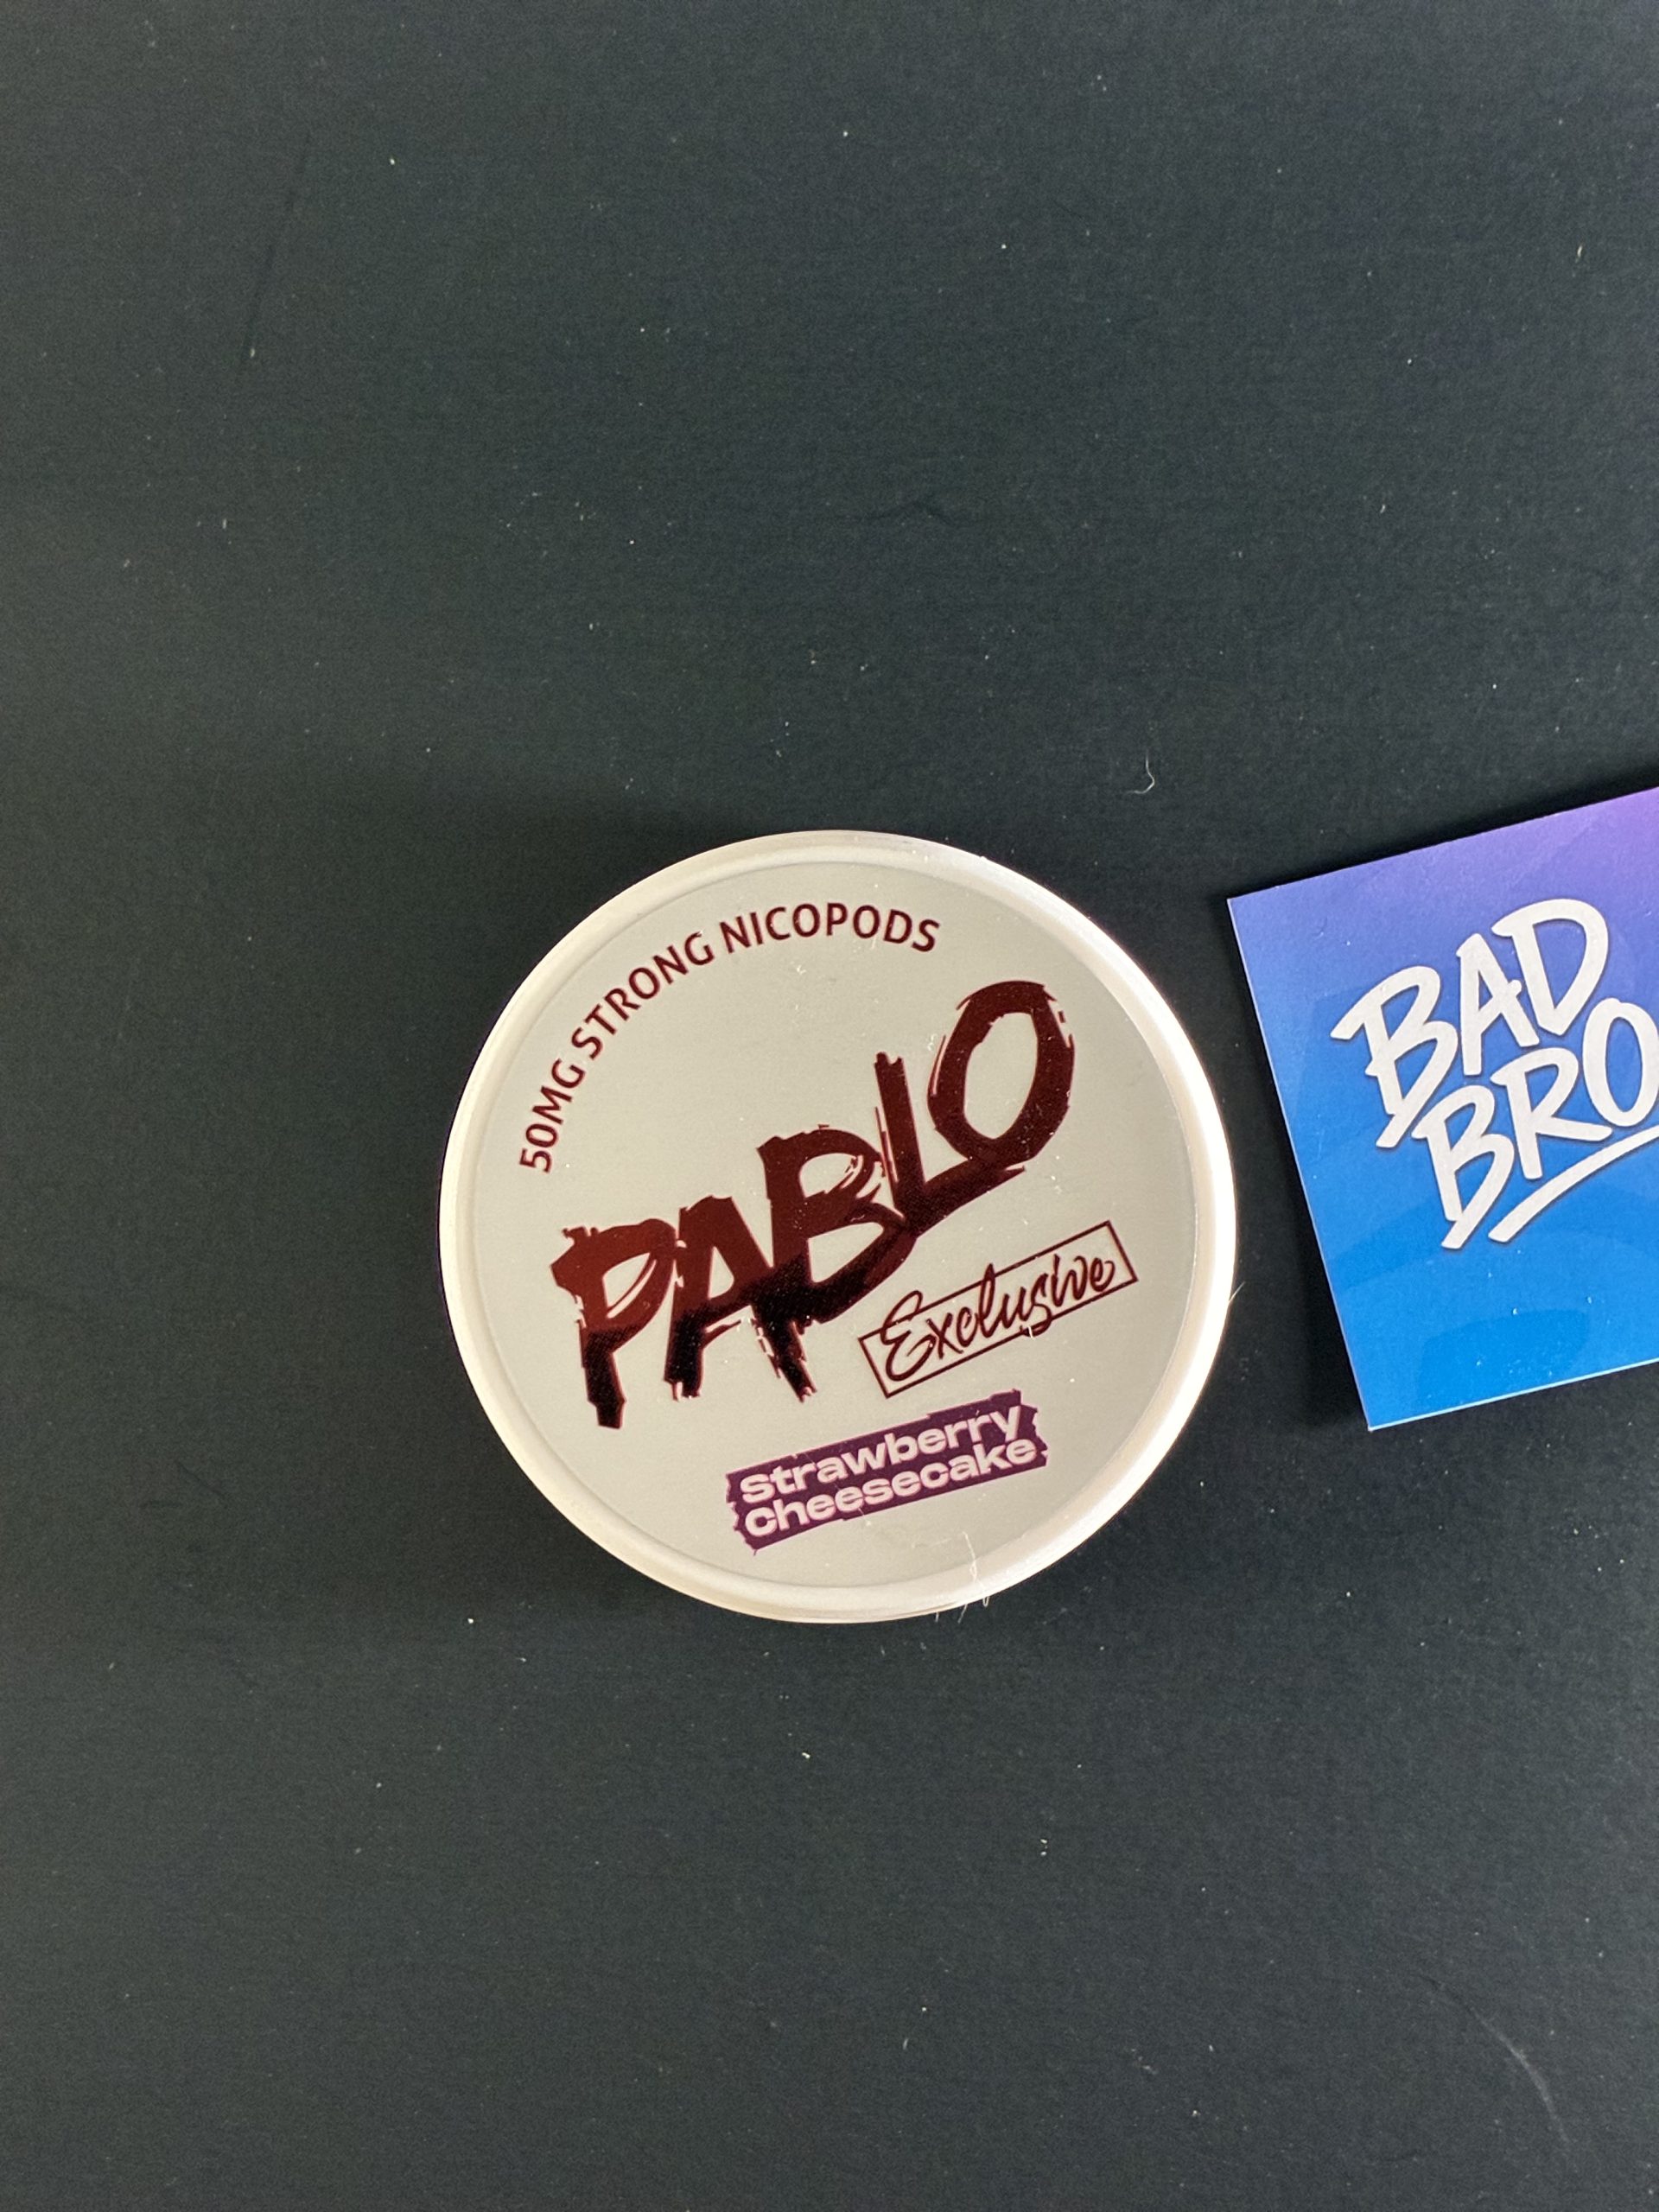 50MG STRONG NICOPODS
PABLO
Exclusive
Strawberry
cheesecake
BAD
BRO